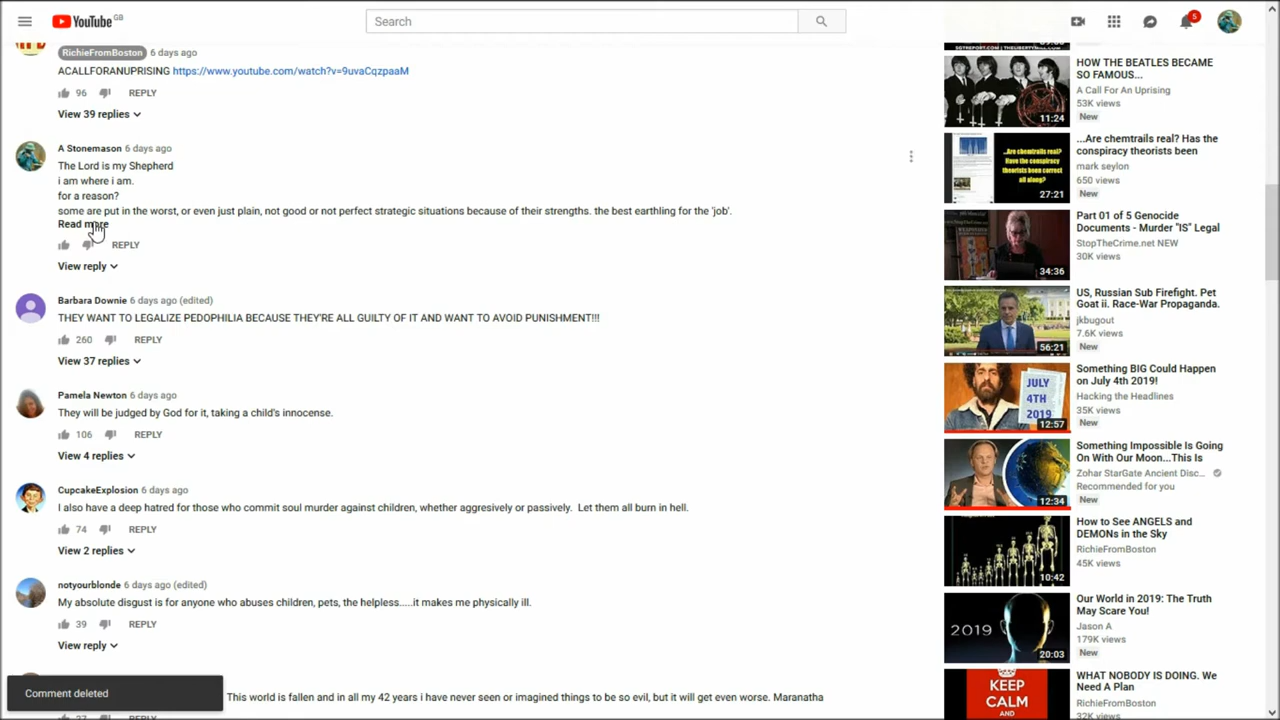 YouTube GB
Search
5
RichieFromBoston 6 days ago
ACALLFORANUPRISING https://www.youtube.com/watch?v=9uvaCqzpaaM
96 REPLY
View 39 replies
A Stonemason 6 days ago
The Lord is my Shepherd
i am where i am.
for a reason?
some are put in the worst, or even just plain, not good or not perfect strategic situations because of their strengths. the best earthling for the 'job'.
Read more
REPLY
View reply
Barbara Downie 6 days ago (edited)
THEY WANT TO LEGALIZE PEDOPHILIA BECAUSE THEY'RE ALL GUILTY OF IT AND WANT TO AVOID PUNISHMENT!!!
260 REPLY
View 37 replies
Pamela Newton 6 days ago
They will be judged by God for it, taking a child's innocense.
106 REPLY
View 4 replies
CupcakeExplosion 6 days ago
I also have a deep hatred for those who commit soul murder against children, whether aggresively or passively. Let them all burn in hell.
74 REPLY
View 2 replies
notyourblonde 6 days ago (edited)
My absolute disgust is for anyone who abuses children, pets, the helpless.....it makes me physically ill.
39 REPLY
View reply
Comment deleted
This world is fallen and in all my 42 years i have never seen or imagined things to be so evil, but it will get even worse. Maranatha
HOW THE BEATLES BECAME
SO FAMOUS...
A Call For An Uprising
53K views
New
11:24
...Are chemtrails real? Has the
conspiracy theorists been
mark seylon
650 views
New
...Are chemtrails real?
Have the conspiracy
theorists been correct
all along?
27:21
Part 01 of 5 Genocide
Documents - Murder "IS" Legal
StopTheCrime.net NEW
30K views
34:36
US, Russian Sub Firefight. Pet
Goat ii. Race-War Propaganda.
jkbugout
7.6K views
New
56:21
Something BIG Could Happen
on July 4th 2019!
Hacking the Headlines
35K views
New
JULY
4TH
2019
12:57
Something Impossible Is Going
On With Our Moon...This Is
Zohar StarGate Ancient Disc...
Recommended for you
New
12:34
How to See ANGELS and
DEMONs in the Sky
RichieFromBoston
45K views
10:42
Our World in 2019: The Truth
May Scare You!
Jason A
179K views
New
2019
20:03
WHAT NOBODY IS DOING. We
Need A Plan
RichieFromBoston
32K views
KEEP
CALM
AND